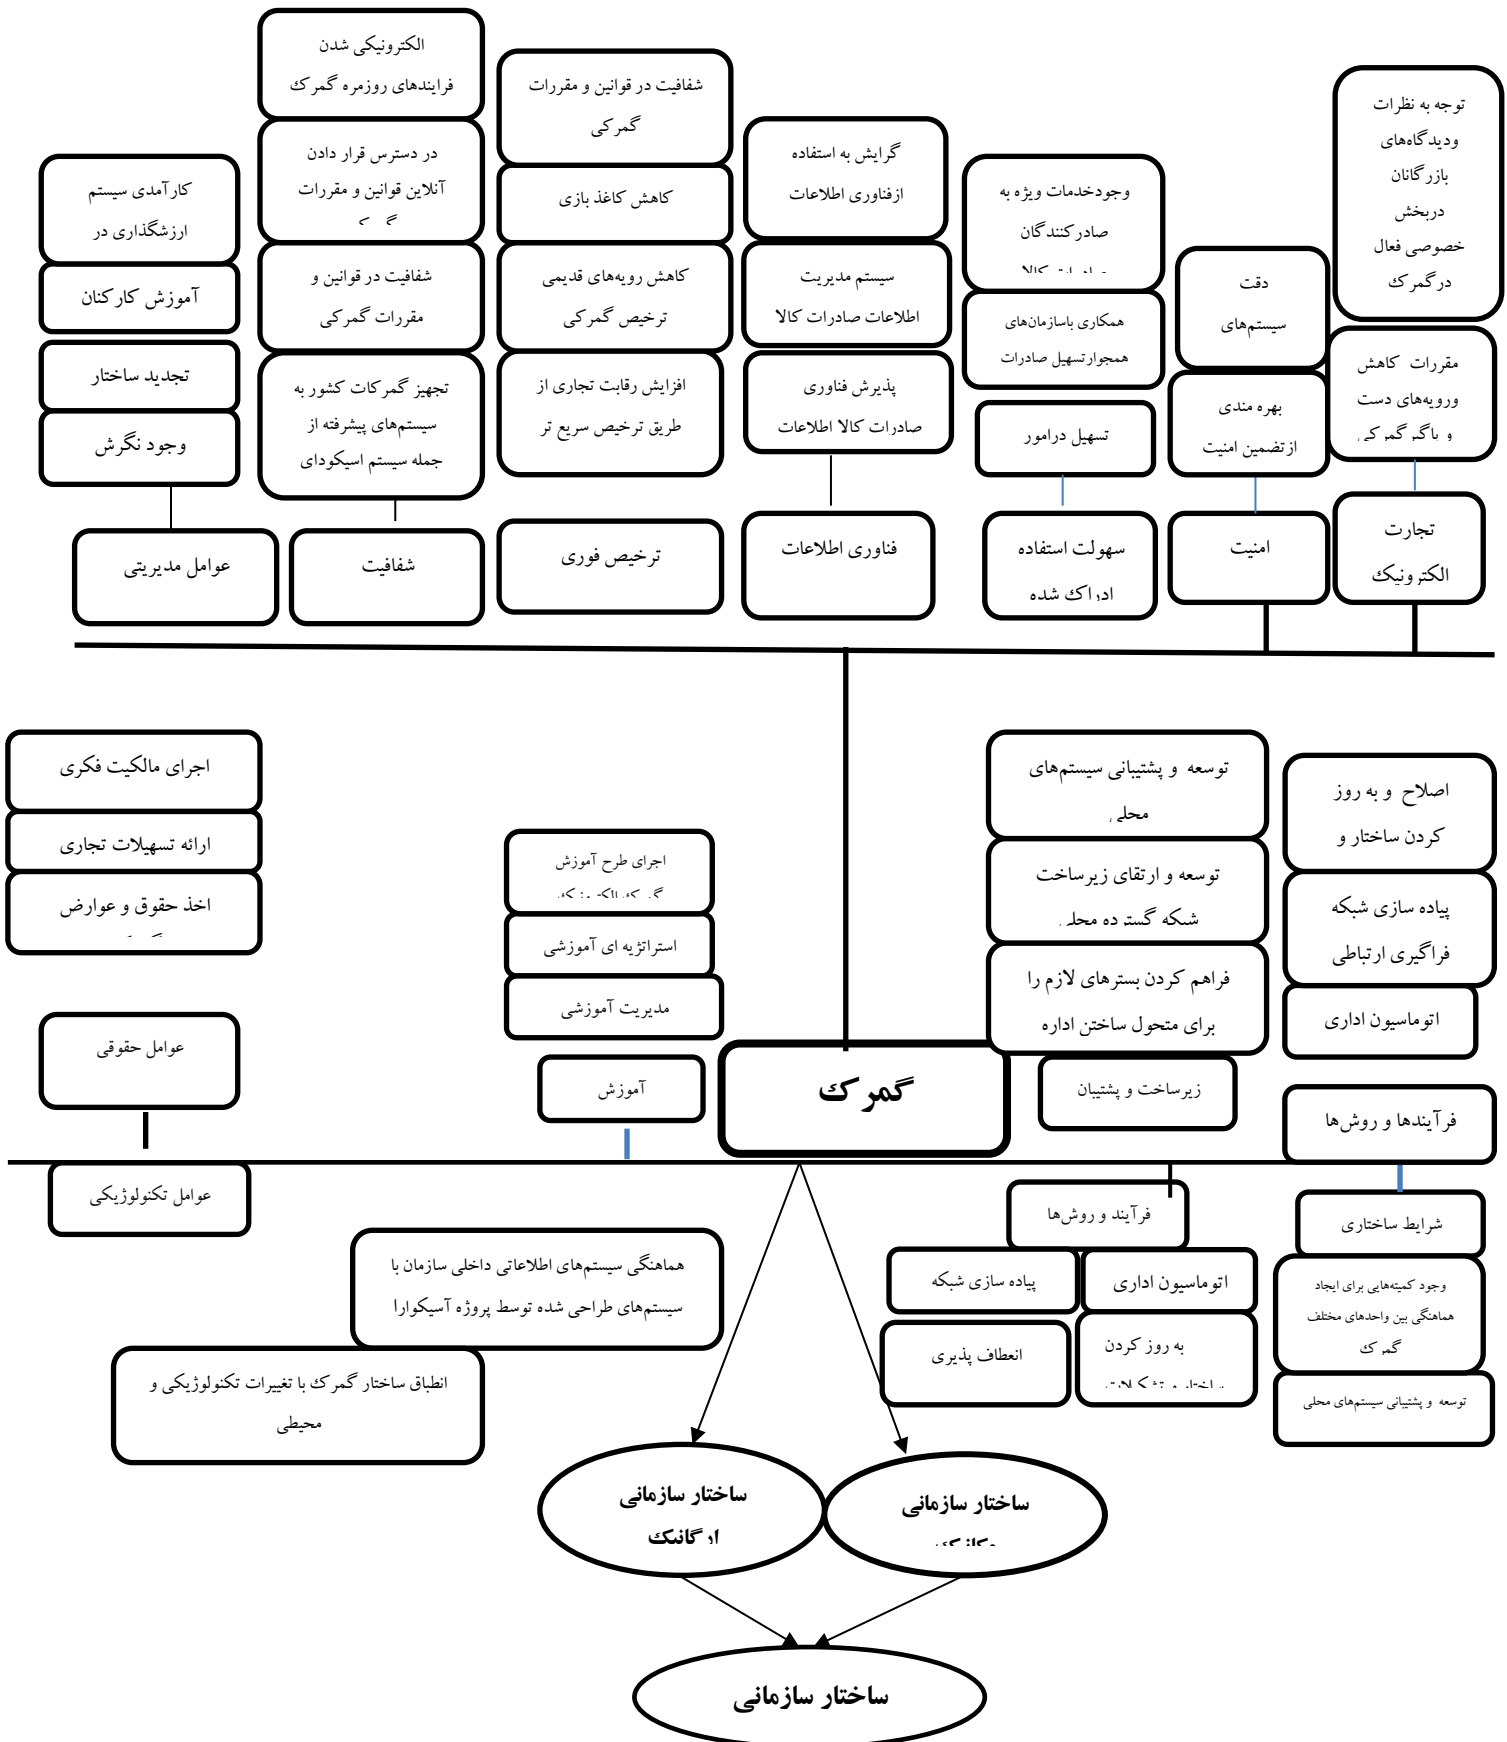 توجه به نظرات
ودیدگاه‌های
بازرگانان
دربخش
خصوصی فعال
درگمرک
مقررات کاهش
ورویه‌های دست
و پاگیر گمرکی
تجارت
الکترونیک
دقت
سیستم‌های
بهره مندی
ازتضمین امنیت
امنیت
وجودخدمات ویژه به
صادرکنندگان
صادرات کالا
همکاری باسازمان‌های
همجوارتسهیل صادرات
تسهیل درامور
سهولت استفاده
ادراک شده
گرایش به استفاده
ازفناوری اطلاعات
سیستم مدیریت
اطلاعات صادرات کالا
پذیرش فناوری
صادرات کالا اطلاعات
فناوری اطلاعات
شفافیت در قوانین و مقررات
گمرکی
کاهش کاغذ بازی
کاهش رویه‌های قدیمی
ترخیص گمرکی
افزایش رقابت تجاری از
طریق ترخیص سریع تر
ترخیص فوری
الکترونیکی شدن
فرایندهای روزمره گمرک
در دسترس قرار دادن
آنلاین قوانین و مقررات
شفافیت در قوانین و
مقررات گمرکی
تجهیز گمرکات کشور به
سیستم‌های پیشرفته از
جمله سیستم اسیکودای
شفافیت
کارآمدی سیستم
ارزشگذاری در
آموزش کارکنان
تجدید ساختار
وجود نگرش
عوامل مدیریتی
اصلاح و به روز
کردن ساختار و
پیاده سازی شبکه
فراگیری ارتباطی
اتوماسیون اداری
فرآیندها و روش‌ها
توسعه و پشتیبانی سیستم‌های
محلی
توسعه و ارتقای زیرساخت
شبکه گسترده محلی
فراهم کردن بسترهای لازم را
برای متحول ساختن اداره
زیرساخت و پشتیبان
گمرک
اجرای طرح آموزش
گمرک الکترونیک
استراتژیه ای آموزشی
مدیریت آموزشی
آموزش
اجرای مالکیت فکری
ارائه تسهیلات تجاری
اخذ حقوق و عوارض
عوامل حقوقی
شرایط ساختاری
وجود کمیته‌هایی برای ایجاد
هماهنگی بین واحدهای مختلف
گمرک
توسعه و پشتیبانی سیستم‌های محلی
فرآیند و روش‌ها
اتوماسیون اداری
پیاده سازی شبکه
به روز کردن
ساختار و تشکیلات
انعطاف پذیری
عوامل تکنولوژیکی
هماهنگی سیستم‌های اطلاعاتی داخلی سازمان با
سیستم‌های طراحی شده توسط پروژه آسیکوارا
انطباق ساختار گمرک با تغییرات تکنولوژیکی و
محیطی
ساختار سازمانی
مکانیک
ساختار سازمانی
ارگانیک
ساختار سازمانی